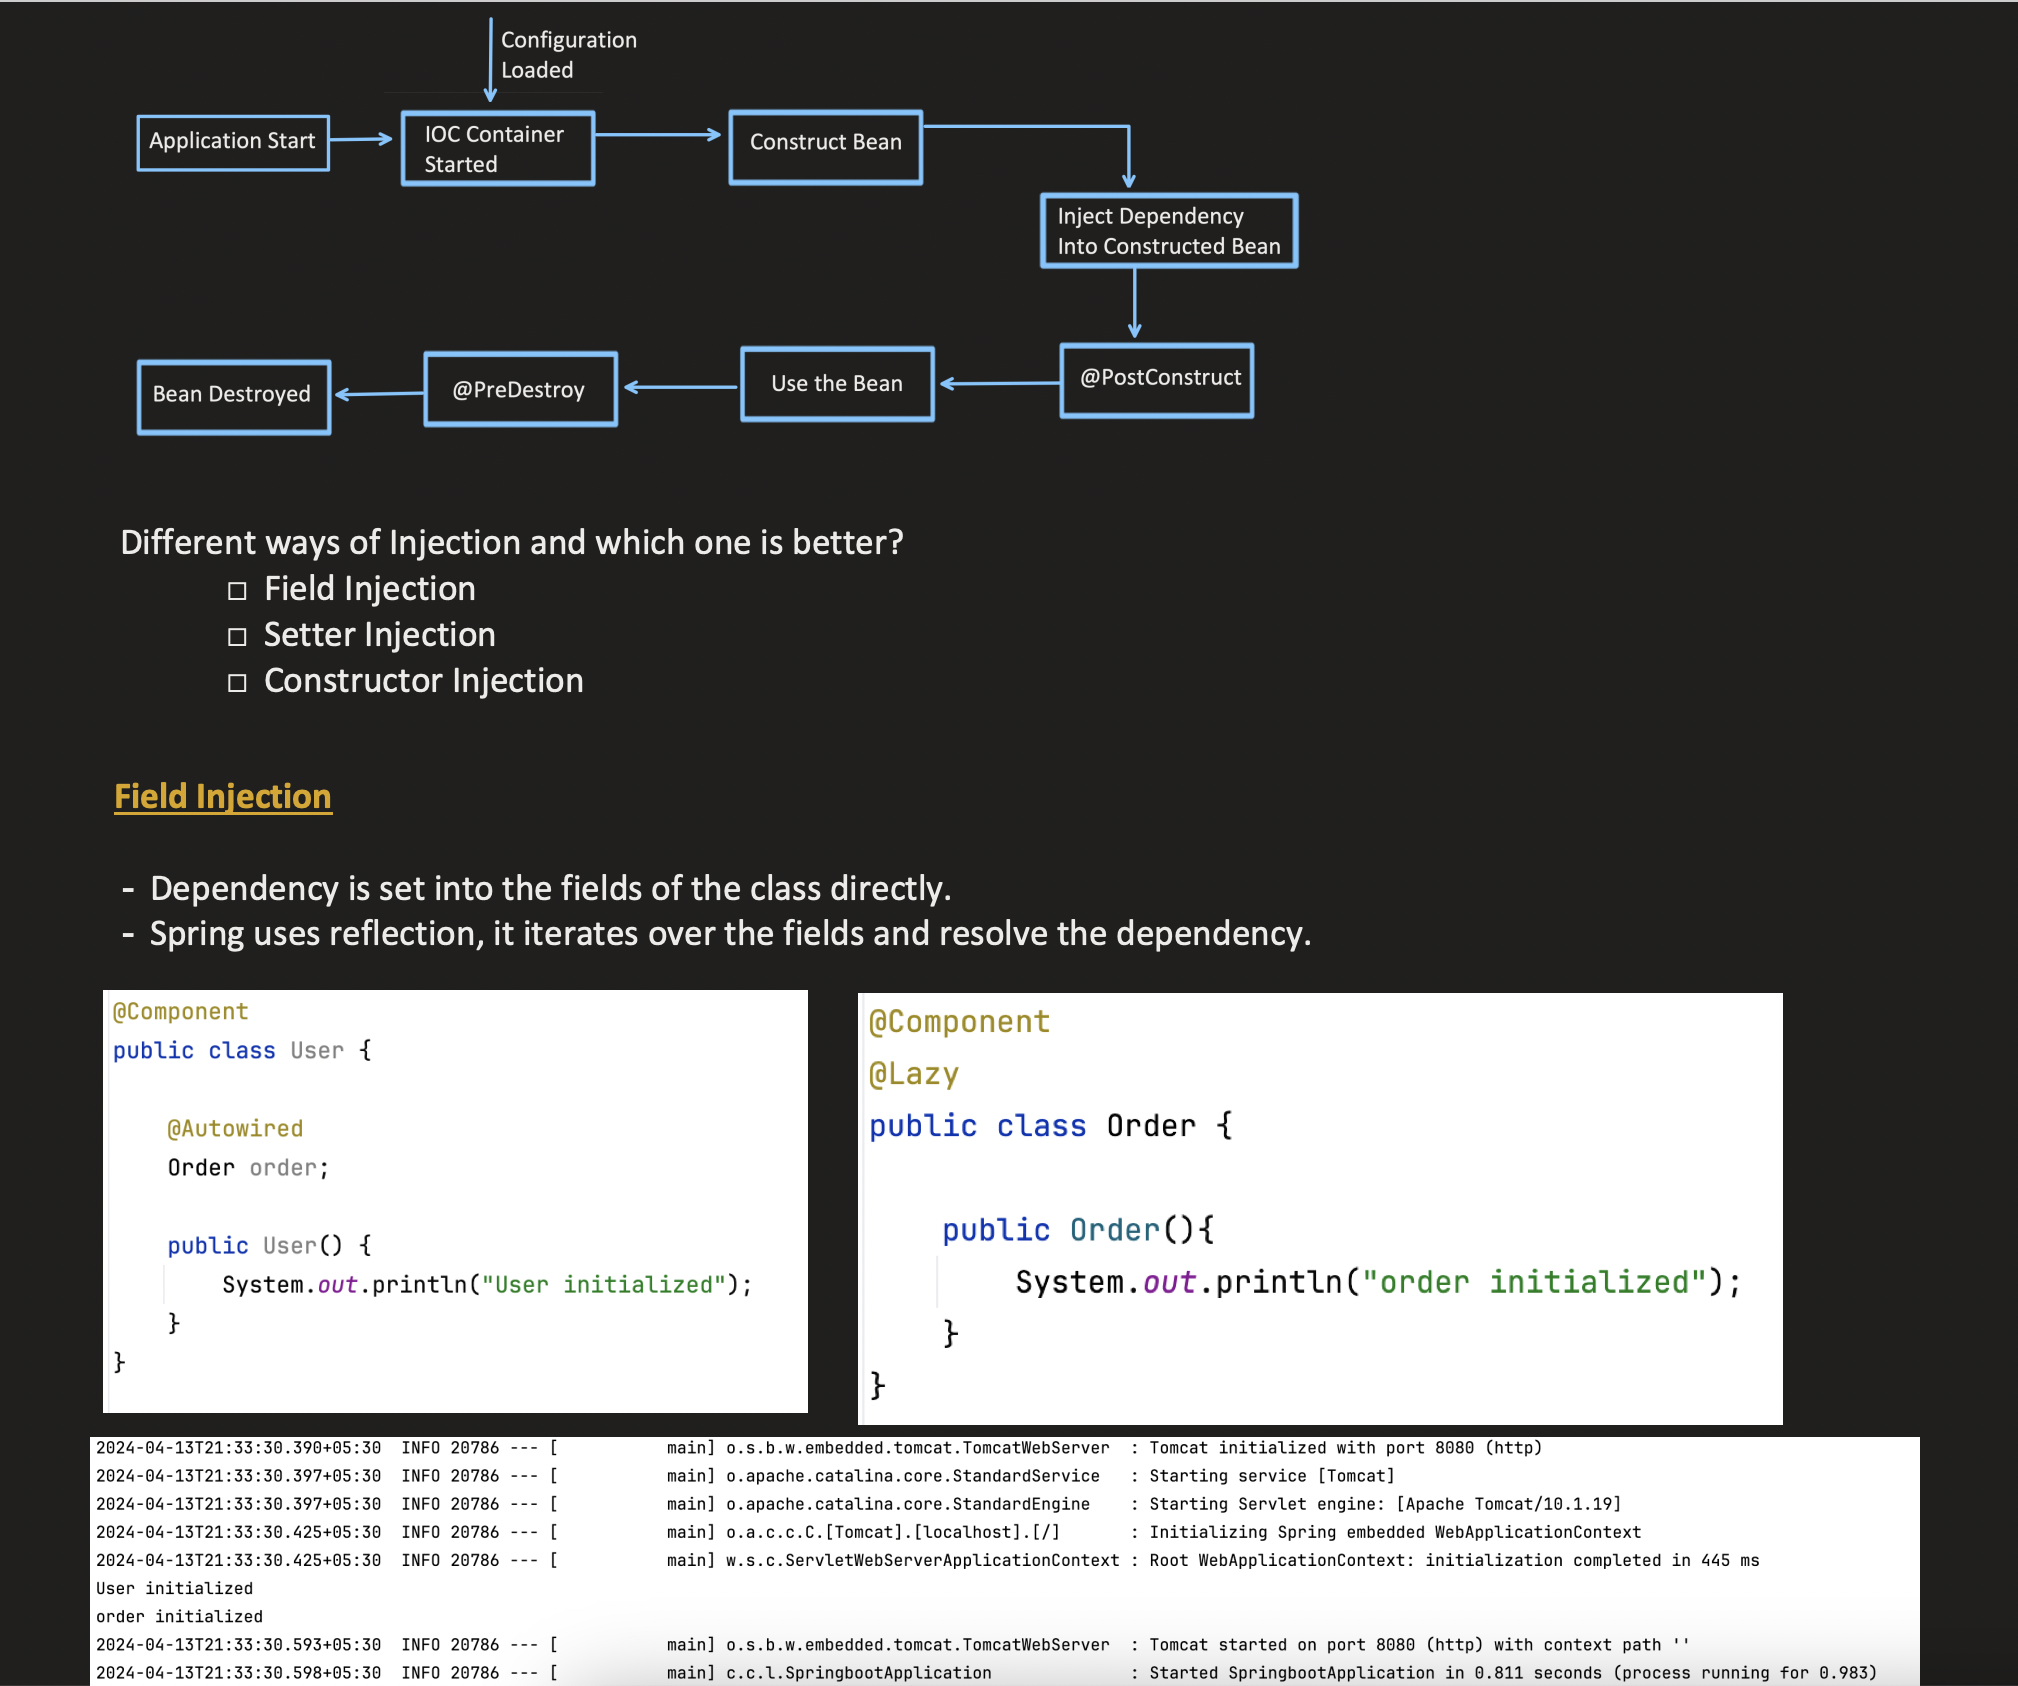 Configuration
Loaded
Application Start
IOC Container
Started
Construct Bean
Inject Dependency
Into Constructed Bean
@PostConstruct
Use the Bean
@PreDestroy
Bean Destroyed
Different ways of Injection and which one is better?
□ Field Injection
□ Setter Injection
□ Constructor Injection
Field Injection
- Dependency is set into the fields of the class directly.
- Spring uses reflection, it iterates over the fields and resolve the dependency.
@Component
public class User {
@Autowired
Order order;
public User() {
System.out.println("User initialized");
}
}
@Component
@Lazy
public class Order {
public Order(){
System.out.println("order initialized");
}
}
2024-04-13T21:33:30.390+05:30  INFO 20786 --- [           main] o.s.b.w.embedded.tomcat.TomcatWebServer  : Tomcat initialized with port 8080 (http)
2024-04-13T21:33:30.397+05:30  INFO 20786 --- [           main] o.apache.catalina.core.StandardService   : Starting service [Tomcat]
2024-04-13T21:33:30.397+05:30  INFO 20786 --- [           main] o.apache.catalina.core.StandardEngine    : Starting Servlet engine: [Apache Tomcat/10.1.19]
2024-04-13T21:33:30.425+05:30  INFO 20786 --- [           main] o.a.c.c.C.[Tomcat].[localhost].[/]       : Initializing Spring embedded WebApplicationContext
2024-04-13T21:33:30.425+05:30  INFO 20786 --- [           main] w.s.c.ServletWebServerApplicationContext : Root WebApplicationContext: initialization completed in 445 ms
User initialized
order initialized
2024-04-13T21:33:30.593+05:30  INFO 20786 --- [           main] o.s.b.w.embedded.tomcat.TomcatWebServer  : Tomcat started on port 8080 (http) with context path ''
2024-04-13T21:33:30.598+05:30  INFO 20786 --- [           main] c.c.l.SpringbootApplication              : Started SpringbootApplication in 0.811 seconds (process running for 0.983)